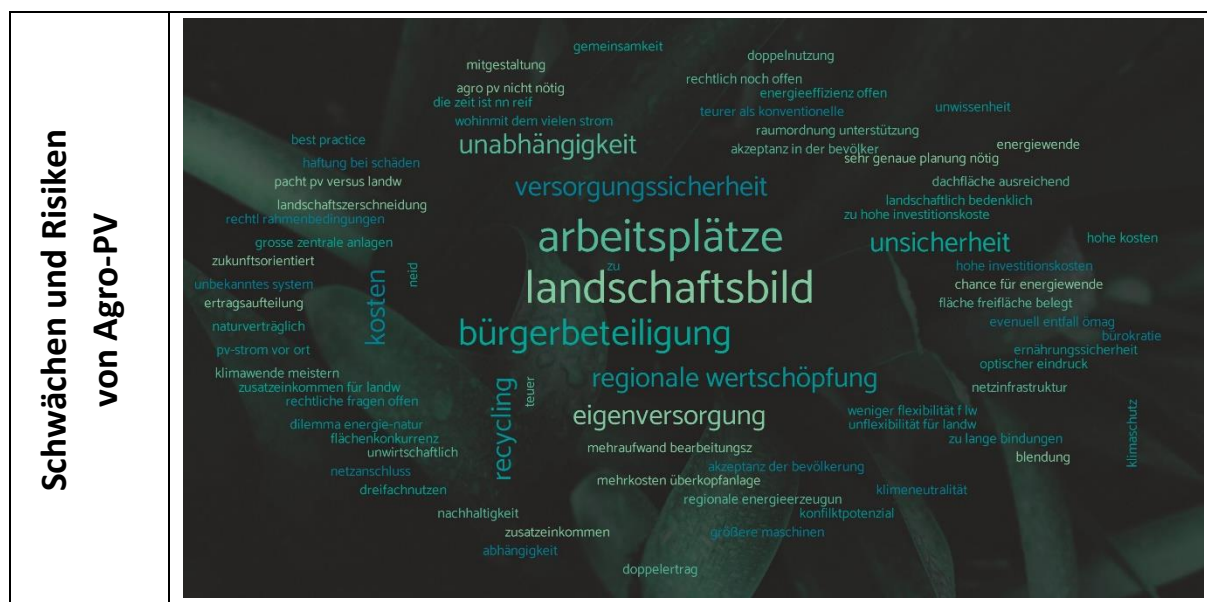 Schwächen und Risiken
von Agro-PV
gemeinsamkeit
mitgestaltung
doppelnutzung
agro pv nicht nötig
rechtlich noch offen
die zeit ist nn reif
energieeffizienz offen
wohinmit dem vielen strom
teurer als konventionelle
unwissenheit
best practice
unabhängigkeit
raumordnung unterstützung
energiewende
haftung bei schäden
akzeptanz in der bevölker
sehr genaue planung nötig
pacht pv versus landw
versorgungssicherheit
dachfläche ausreichend
landschaftszerschneidung
landschaftlich bedenklich
rechtl rahmenbedingungen
zu hohe investitionskoste
grosse zentrale anlagen
arbeitsplätze
unsicherheit
hohe kosten
zukunftsorientiert
neid
zu
hohe investitionskosten
unbekanntes system
kosten
landschaftsbild
chance für energiewende
ertragsaufteilung
fläche freifläche belegt
naturverträglich
bürgerbeteiligung
evenuell entfall ömag
bürokratie
pv-strom vor ort
ernährungssicherheit
optischer eindruck
klimawende meistern
regionale wertschöpfung
zusatzeinkommen für landw
teuer
netzinfrastruktur
rechtliche fragen offen
recycling
eigenversorgung
weniger flexibilität f lw
dilemma energie-natur
unflexibilität für landw
klimaschutz
flächenkonkurrenz
zu lange bindungen
unwirtschaftlich
mehraufwand bearbeitungsz
blendung
netzanschluss
akzeptanz der bevölkerung
mehrkosten überkopfanlage
dreifachnutzen
klimeneutralität
regionale energieerzeugun
nachhaltigkeit
konfilktpotenzial
zusatzeinkommen
größere maschinen
abhängigkeit
doppelertrag